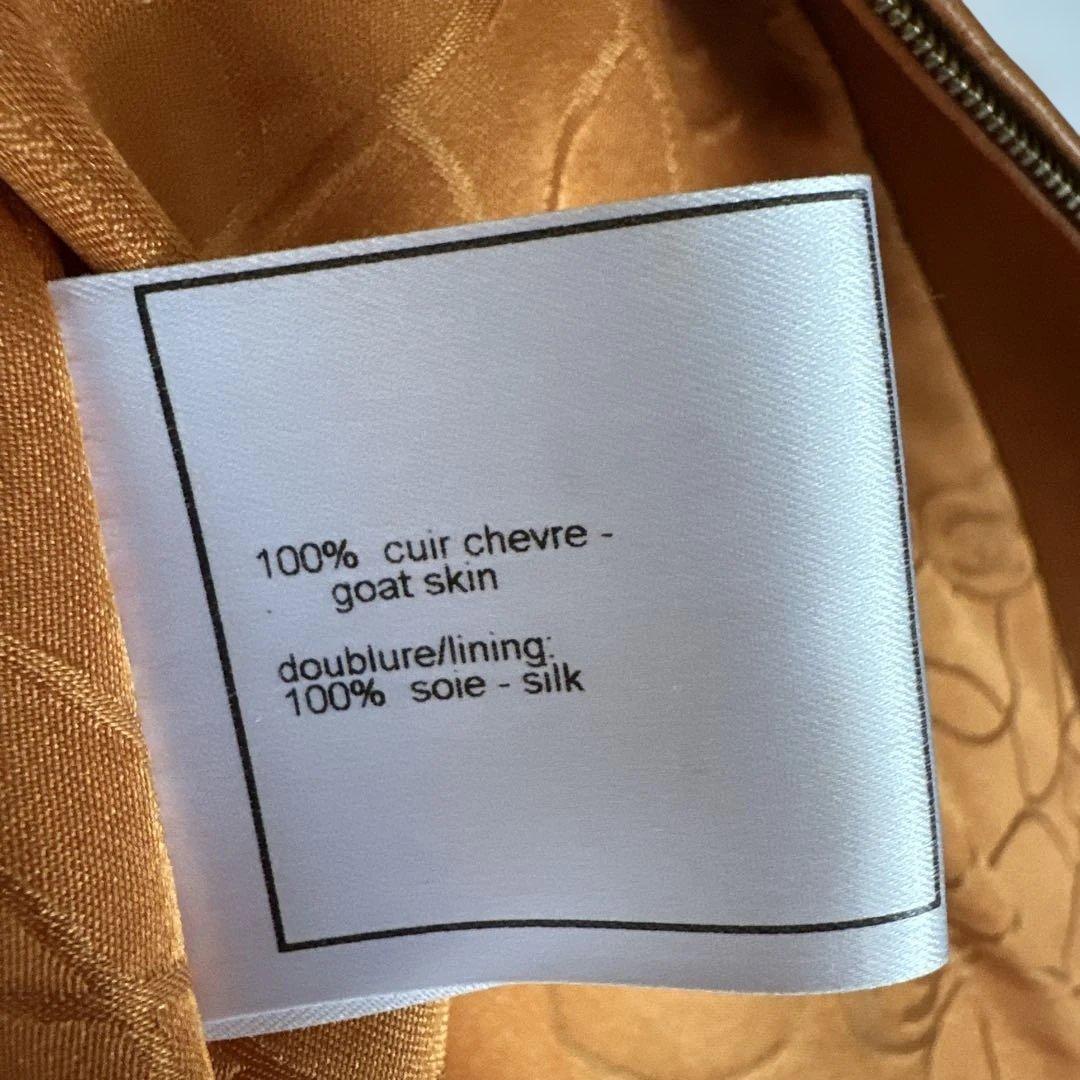 100% cuir chevre -
goat skin
doublure/lining:
100% soie - silk